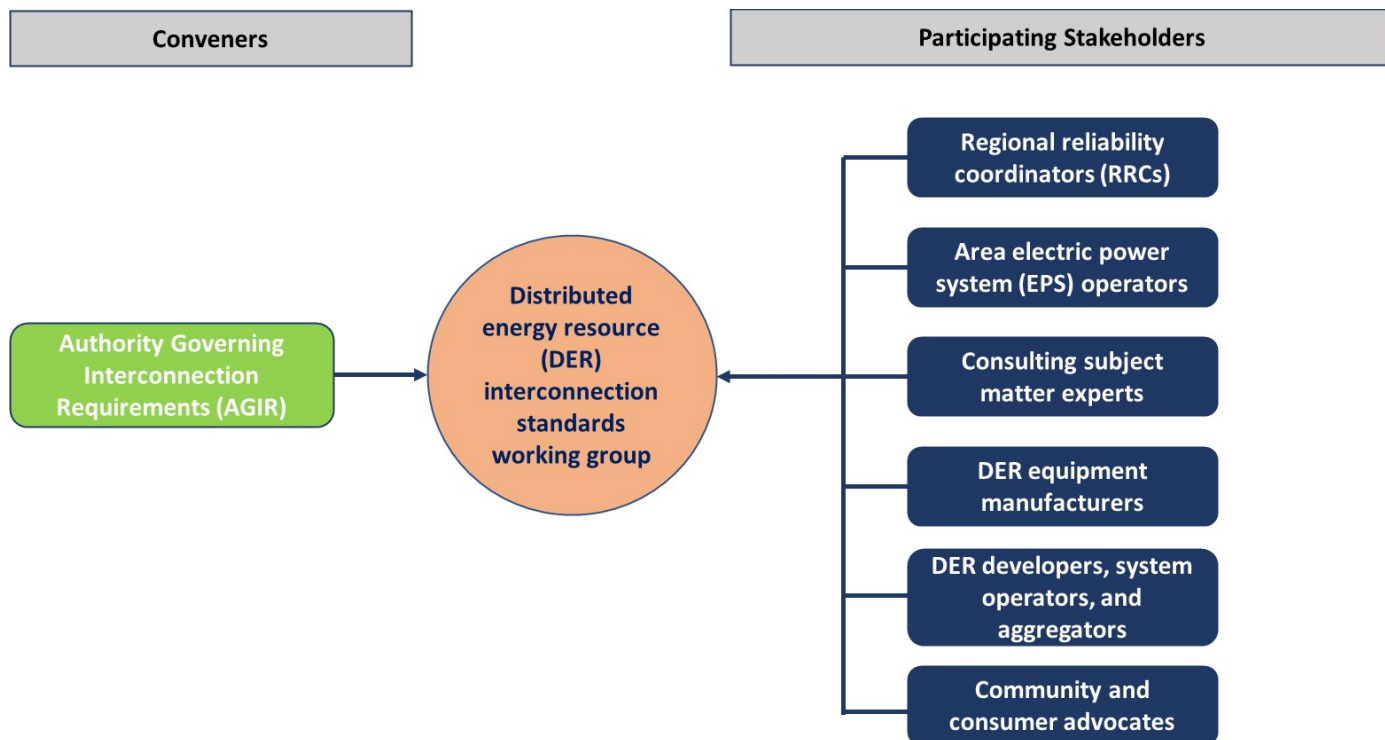 Conveners
Participating Stakeholders
Authority Governing
Interconnection
Requirements (AGIR)
Distributed
energy resource
(DER)
interconnection
standards
working group
Regional reliability
coordinators (RRCs)
Area electric power
system (EPS) operators
Consulting subject
matter experts
DER equipment
manufacturers
DER developers, system
operators, and
aggregators
Community and
consumer advocates